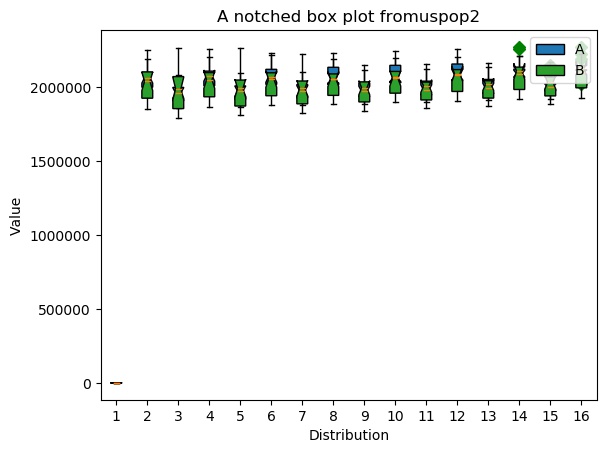 A notched box plot fromuspop2
A
B
2000000
1500000
1000000
500000
0
Value
1 2 3 4 5 6 7 8 9 10 11 12 13 14 15 16
Distribution